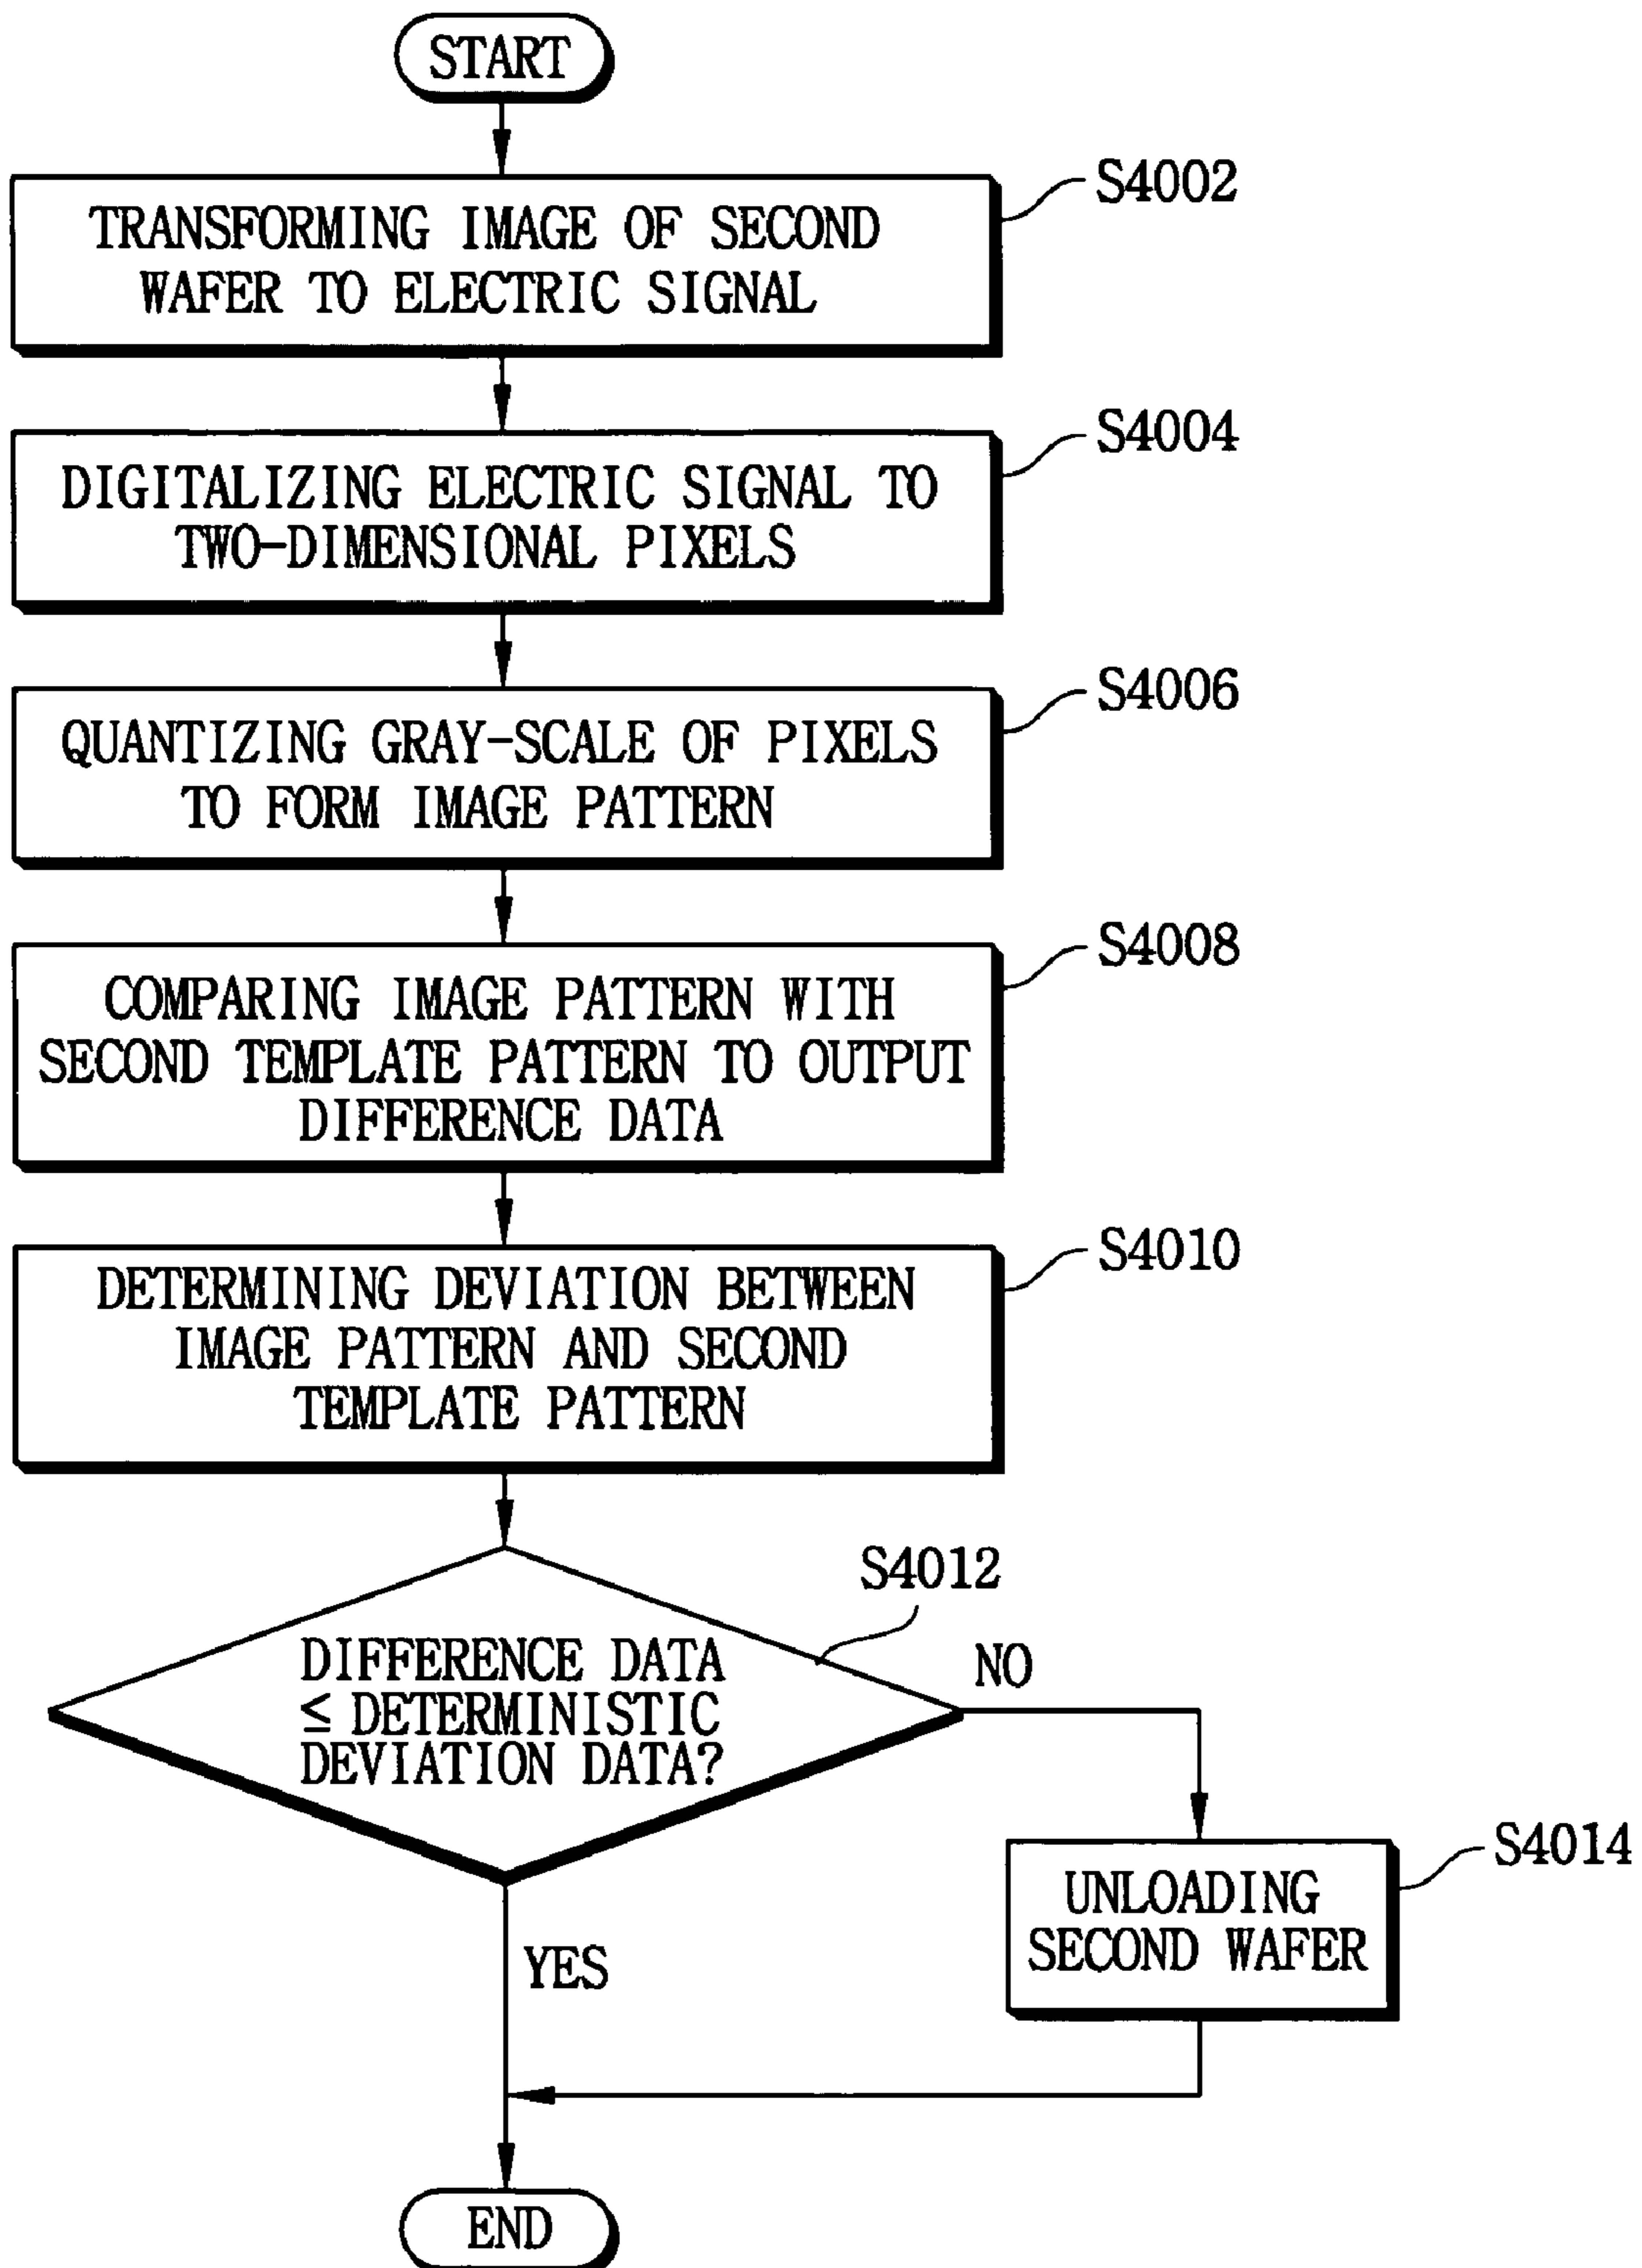 START
S4002
TRANSFORMING IMAGE OF SECOND
WAFER TO ELECTRIC SIGNAL
S4004
DIGITALIZING ELECTRIC SIGNAL TO
TWO-DIMENSIONAL PIXELS
S4006
QUANTIZING GRAY-SCALE OF PIXELS
TO FORM IMAGE PATTERN
S4008
COMPARING IMAGE PATTERN WITH
SECOND TEMPLATE PATTERN TO OUTPUT
DIFFERENCE DATA
S4010
DETERMINING DEVIATION BETWEEN
IMAGE PATTERN AND SECOND
TEMPLATE PATTERN
S4012
DIFFERENCE DATA
≤ DETERMINISTIC
DEVIATION DATA?
NO
S4014
UNLOADING
SECOND WAFER
YES
END